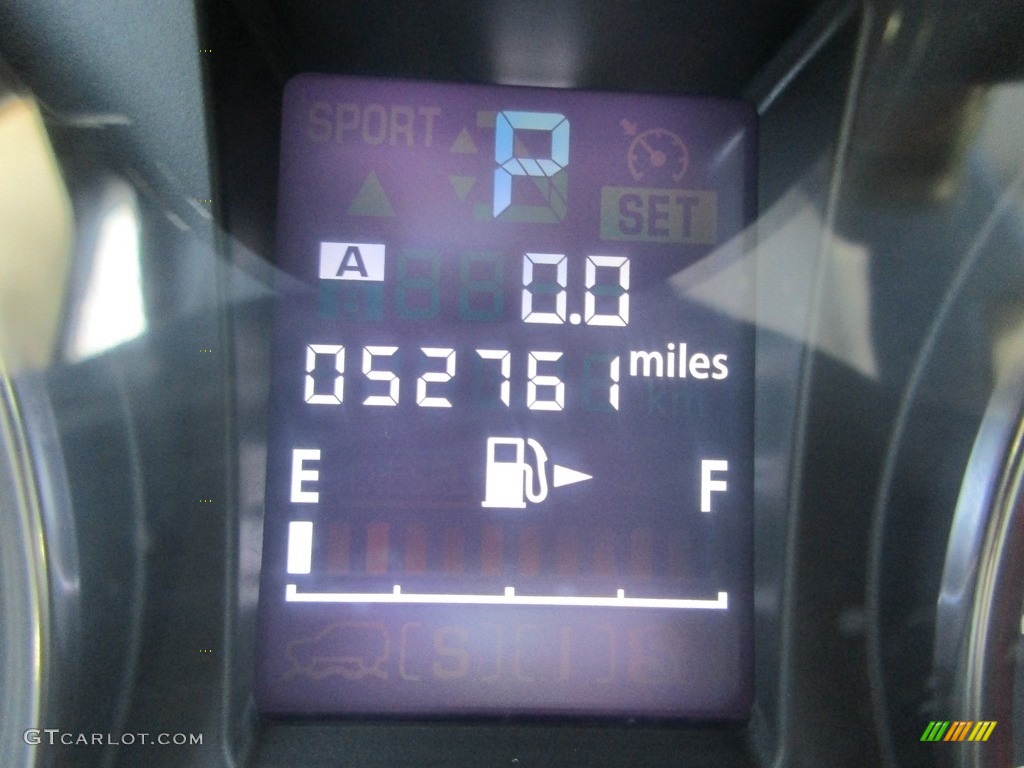 SPORT P
SET
A 0.0
052761 miles
E F
GTCARLOT.COM